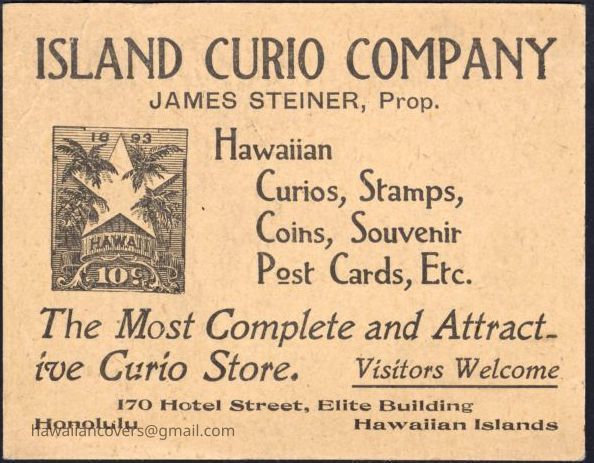 ISLAND CURIO COMPANY
JAMES STEINER, Prop.
1893
HAWAII
10 c.
Hawaiian
Curios, Stamps,
Coins, Souvenir
Post Cards, Etc.
The Most Complete and Attract-
ive Curio Store. Visitors Welcome
170 Hotel Street, Elite Building
Honolulu Hawaiian Islands
hawaiiancovers@gmail.com